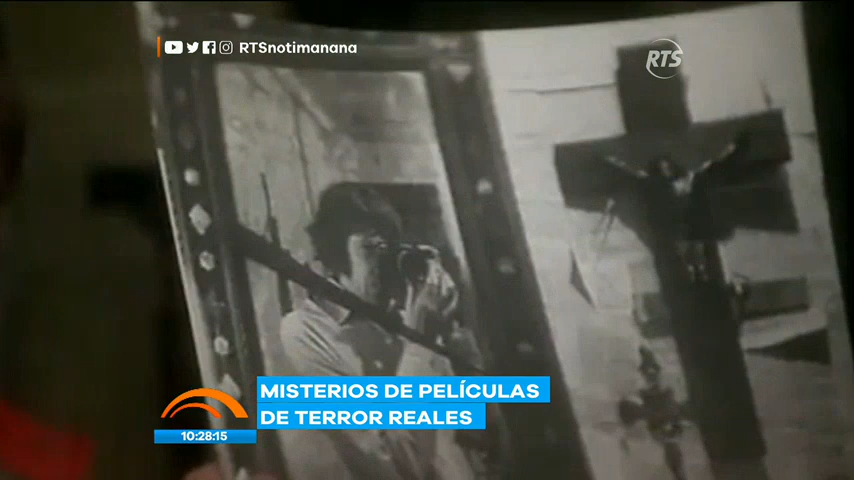 RTSnotimanana
RTS
MISTERIOS DE PELÍCULAS
DE TERROR REALES
10:28:15